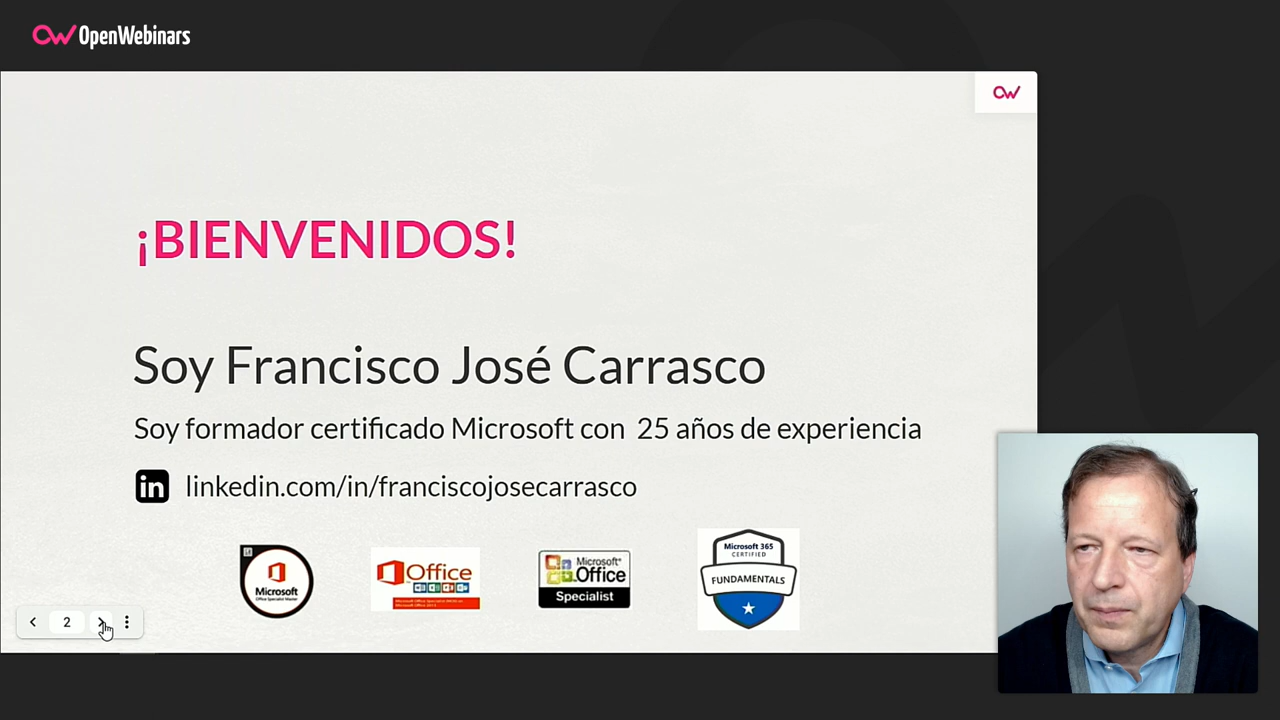 OpenWebinars
¡BIENVENIDOS!
Soy Francisco José Carrasco
Soy formador certificado Microsoft con 25 años de experiencia
in linkedin.com/in/franciscojosecarrasco
Microsoft
Office
Microsoft
Office
Specialist
Microsoft 365
CERTIFIED
FUNDAMENTALS
2